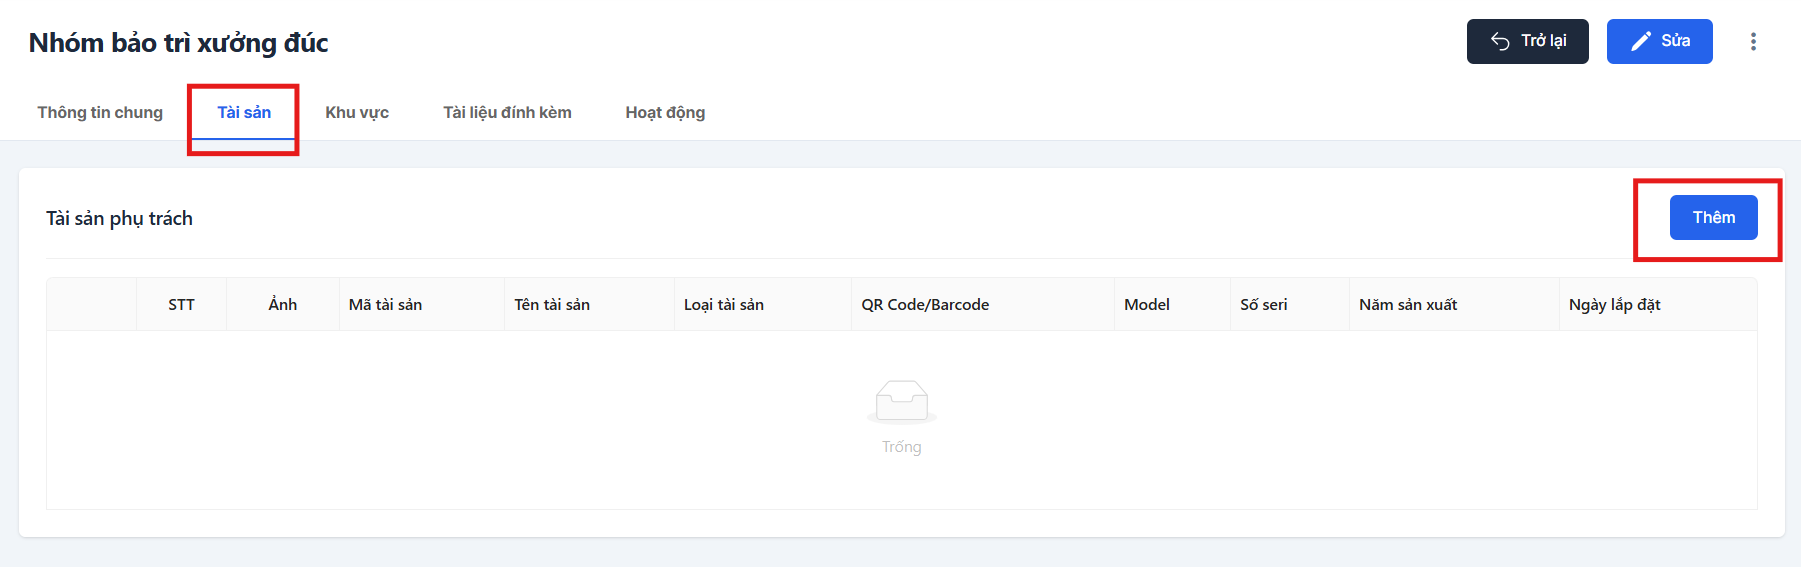 Nhóm bảo trì xưởng đúc
Trở lại
Sửa
Thông tin chung
Tài sản
Khu vực
Tài liệu đính kèm
Hoạt động
Tài sản phụ trách
Thêm
STT
Ảnh
Mã tài sản
Tên tài sản
Loại tài sản
QR Code/Barcode
Model
Số seri
Năm sản xuất
Ngày lắp đặt
Trống